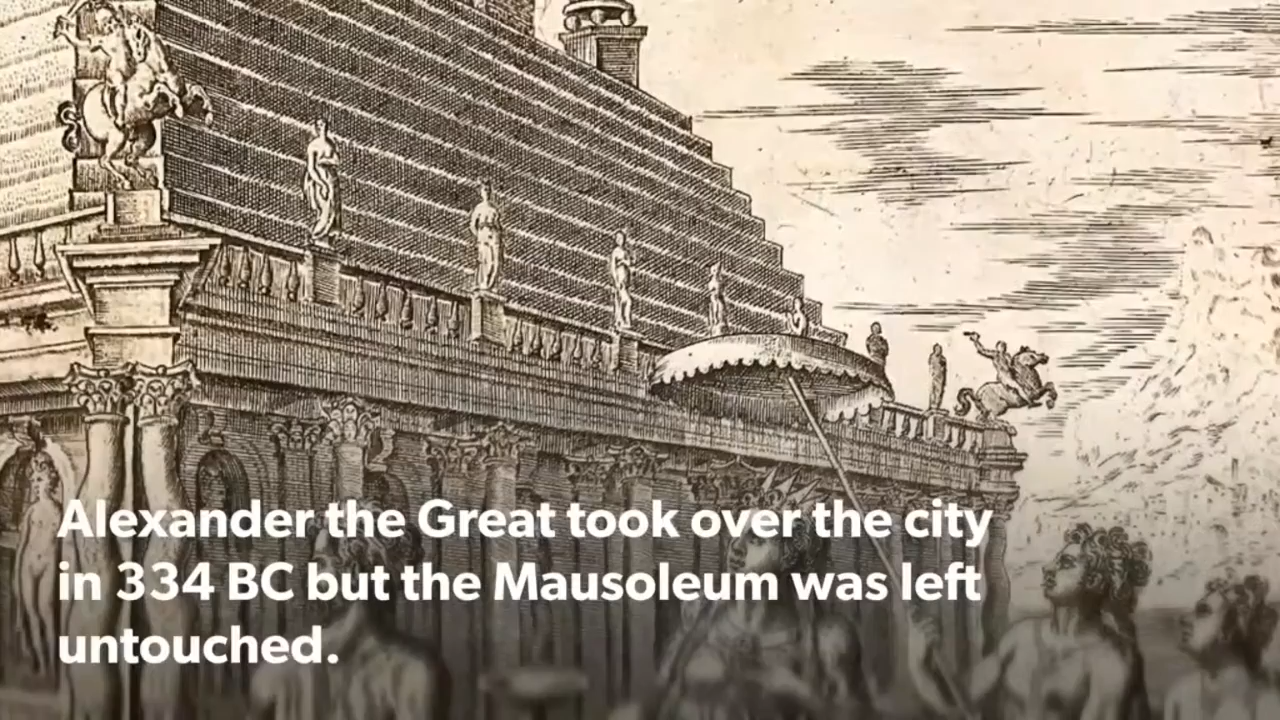 Alexander the Great took over the city
in 334 BC but the Mausoleum was left
untouched.